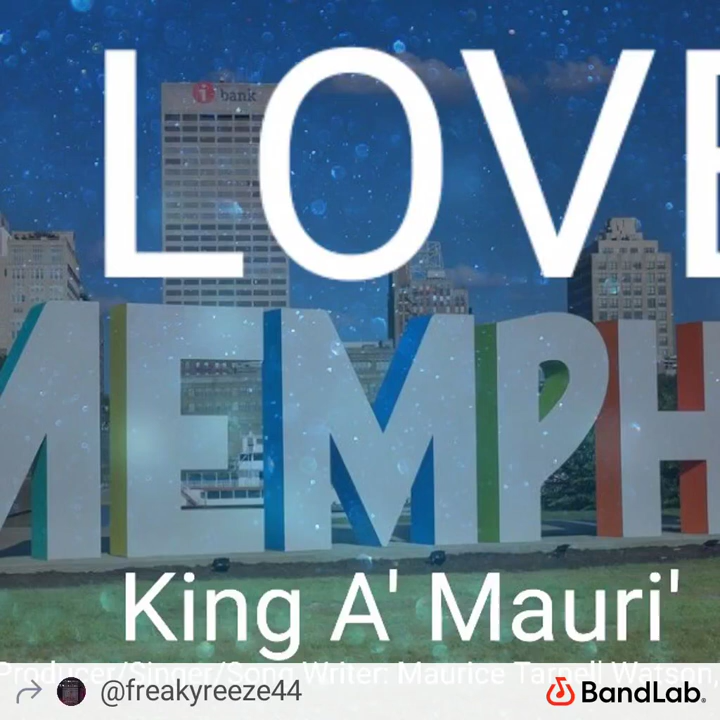 LOVE
i bank
MEMPH
King A' Mauri'
Producer/Singer/Song Writer: Maurice Tarnell Watson,
@freakyreeze44
BandLab.